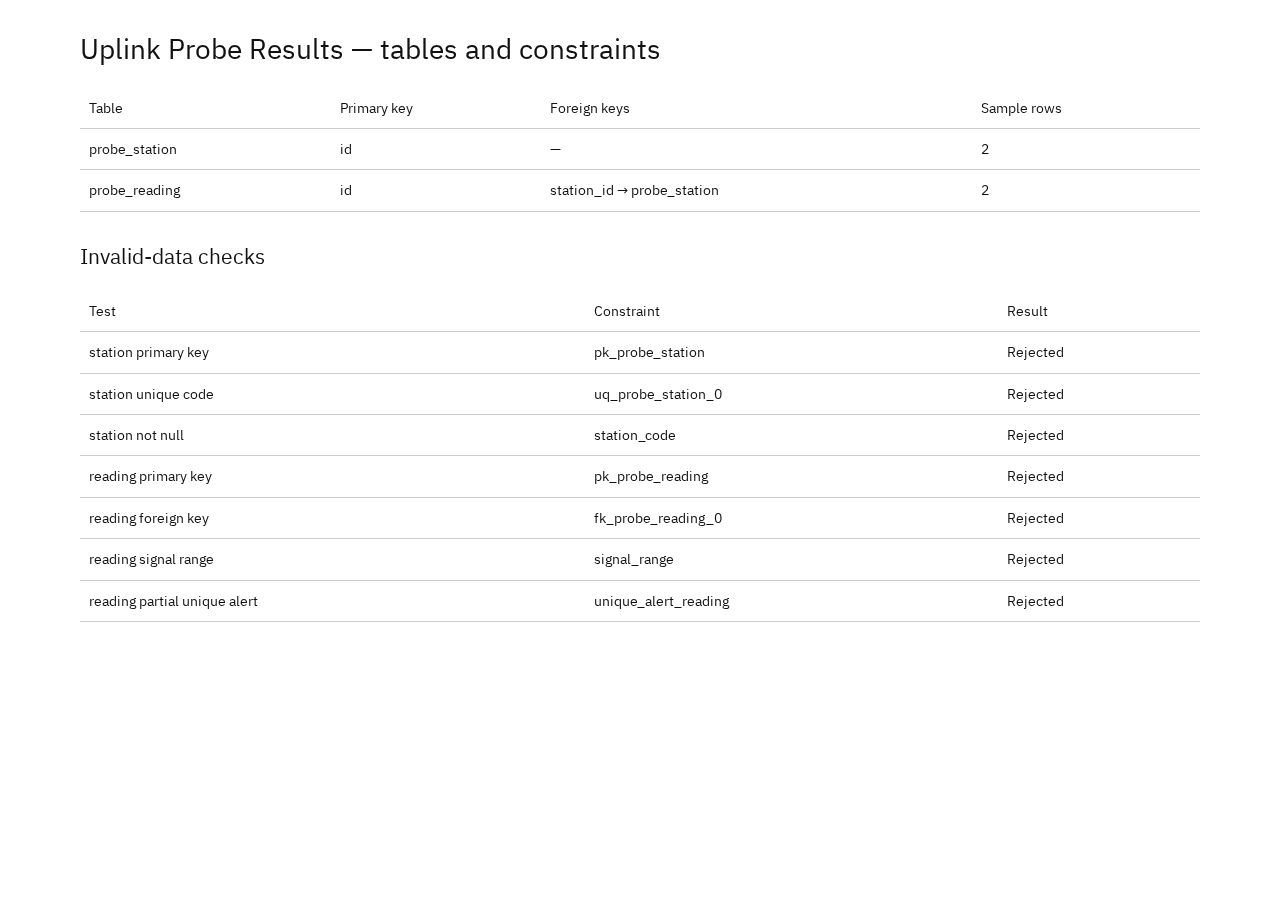 Uplink Probe Results — tables and constraints
Table Primary key Foreign keys Sample rows
probe_station id — 2
probe_reading id station_id → probe_station 2
Invalid-data checks
Test Constraint Result
station primary key pk_probe_station Rejected
station unique code uq_probe_station_0 Rejected
station not null station_code Rejected
reading primary key pk_probe_reading Rejected
reading foreign key fk_probe_reading_0 Rejected
reading signal range signal_range Rejected
reading partial unique alert unique_alert_reading Rejected